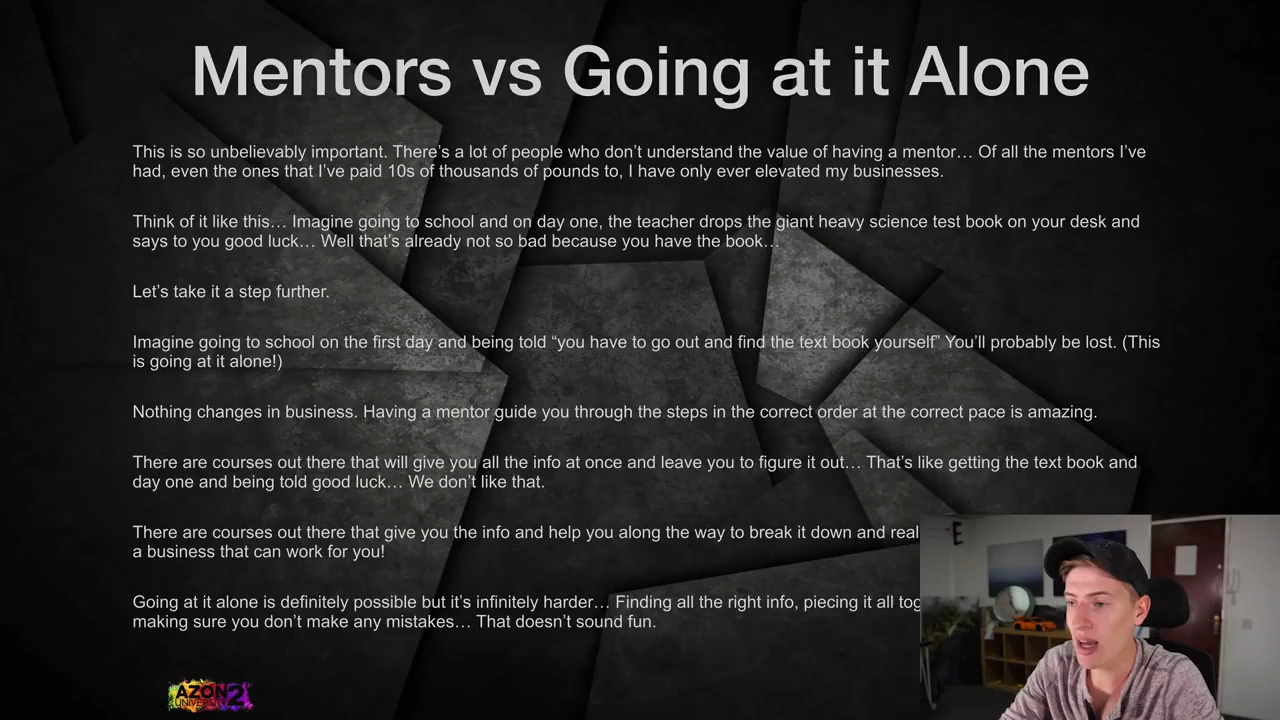 Mentors vs Going at it Alone
This is so unbelievably important. There's a lot of people who don't understand the value of having a mentor… Of all the mentors I've
had, even the ones that I've paid 10s of thousands of pounds to, I have only ever elevated my businesses.
Think of it like this… Imagine going to school and on day one, the teacher drops the giant heavy science test book on your desk and
says to you good luck… Well that's already not so bad because you have the book…
Let's take it a step further.
Imagine going to school on the first day and being told “you have to go out and find the text book yourself” You'll probably be lost. (This
is going at it alone!)
Nothing changes in business. Having a mentor guide you through the steps in the correct order at the correct pace is amazing.
There are courses out there that will give you all the info at once and leave you to figure it out… That's like getting the text book and
day one and being told good luck… We don't like that.
There are courses out there that give you the info and help you along the way to break it down and real
a business that can work for you!
Going at it alone is definitely possible but it's infinitely harder… Finding all the right info, piecing it all tog
making sure you don't make any mistakes… That doesn't sound fun.
E
AZON 2
UNIVERSITY